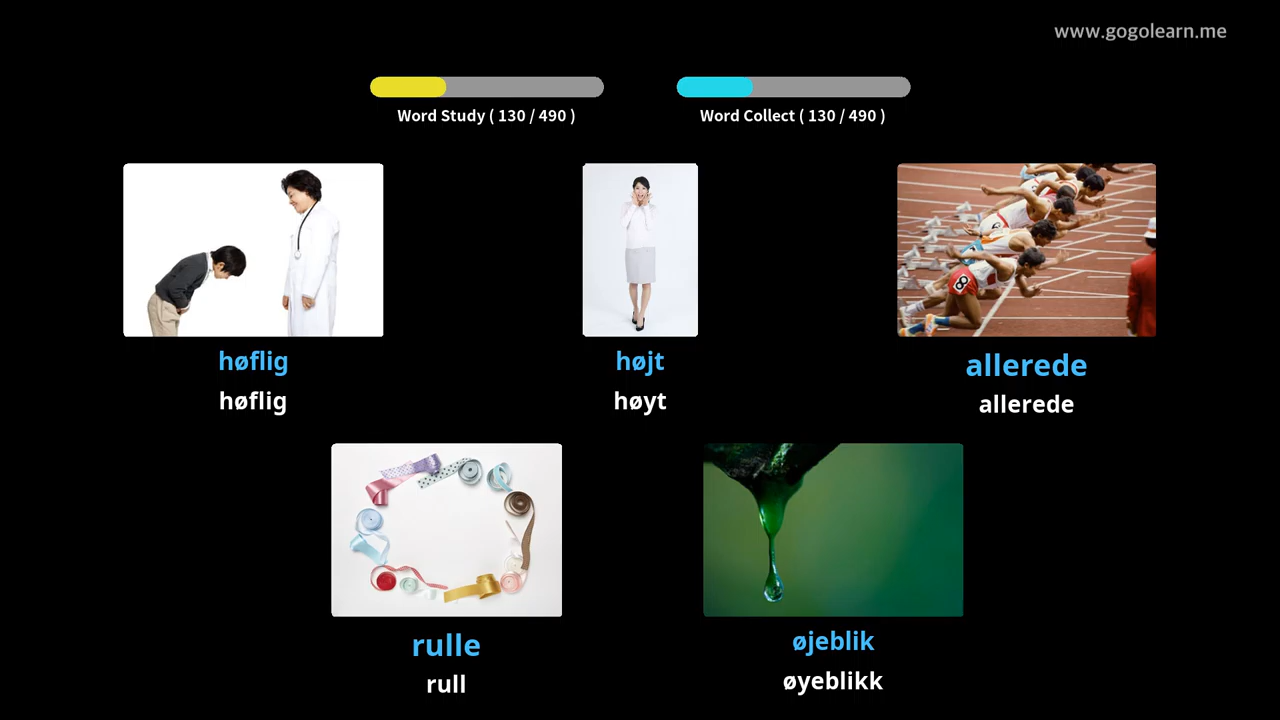 www.gogolearn.me
Word Study ( 130 / 490 )
Word Collect ( 130 / 490 )
høflig
høflig
højt
høyt
allerede
allerede
rulle
rull
øjeblik
øyeblikk